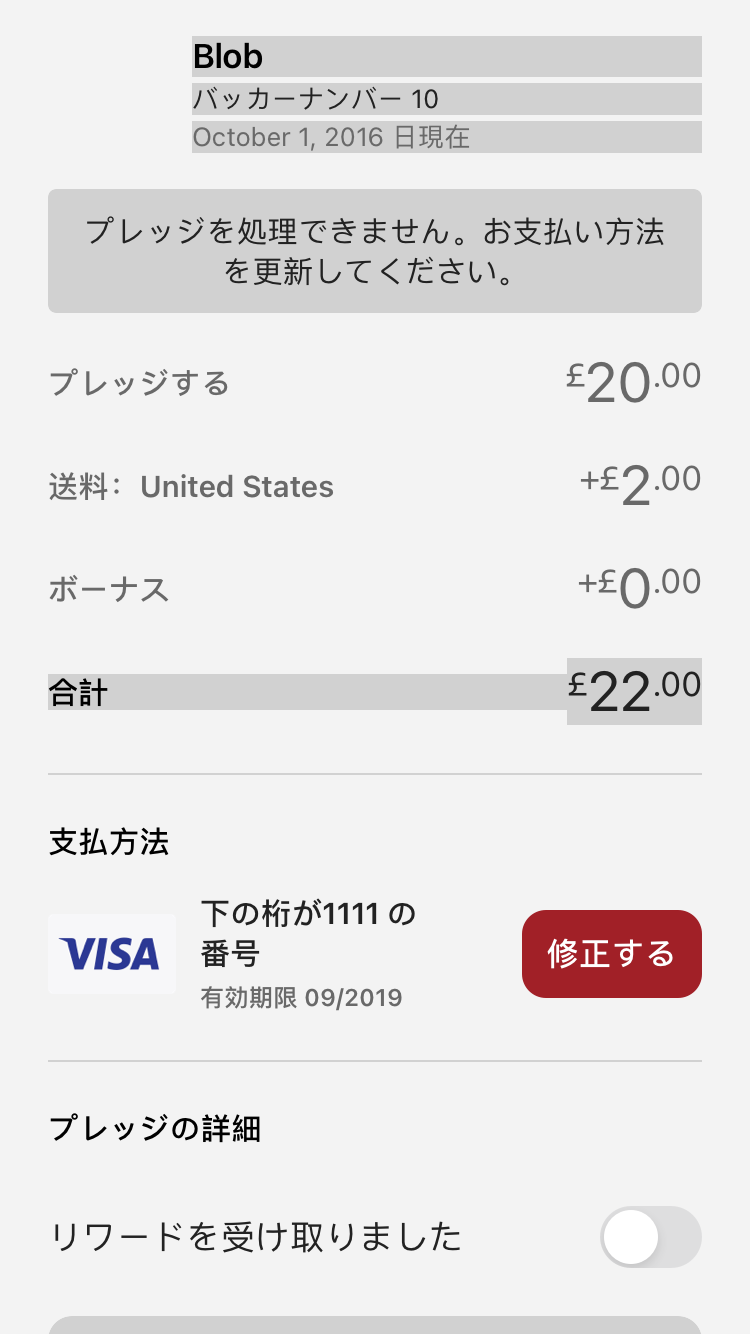 Blob
バッカーナンバー 10
October 1, 2016 日現在
プレッジを処理できません。お支払い方法
を更新してください。
プレッジする £20.00
送料： United States +£2.00
ボーナス +£0.00
合計 £22.00
支払方法
VISA
下の桁が1111 の
番号
有効期限 09/2019
修正する
プレッジの詳細
リワードを受け取りました